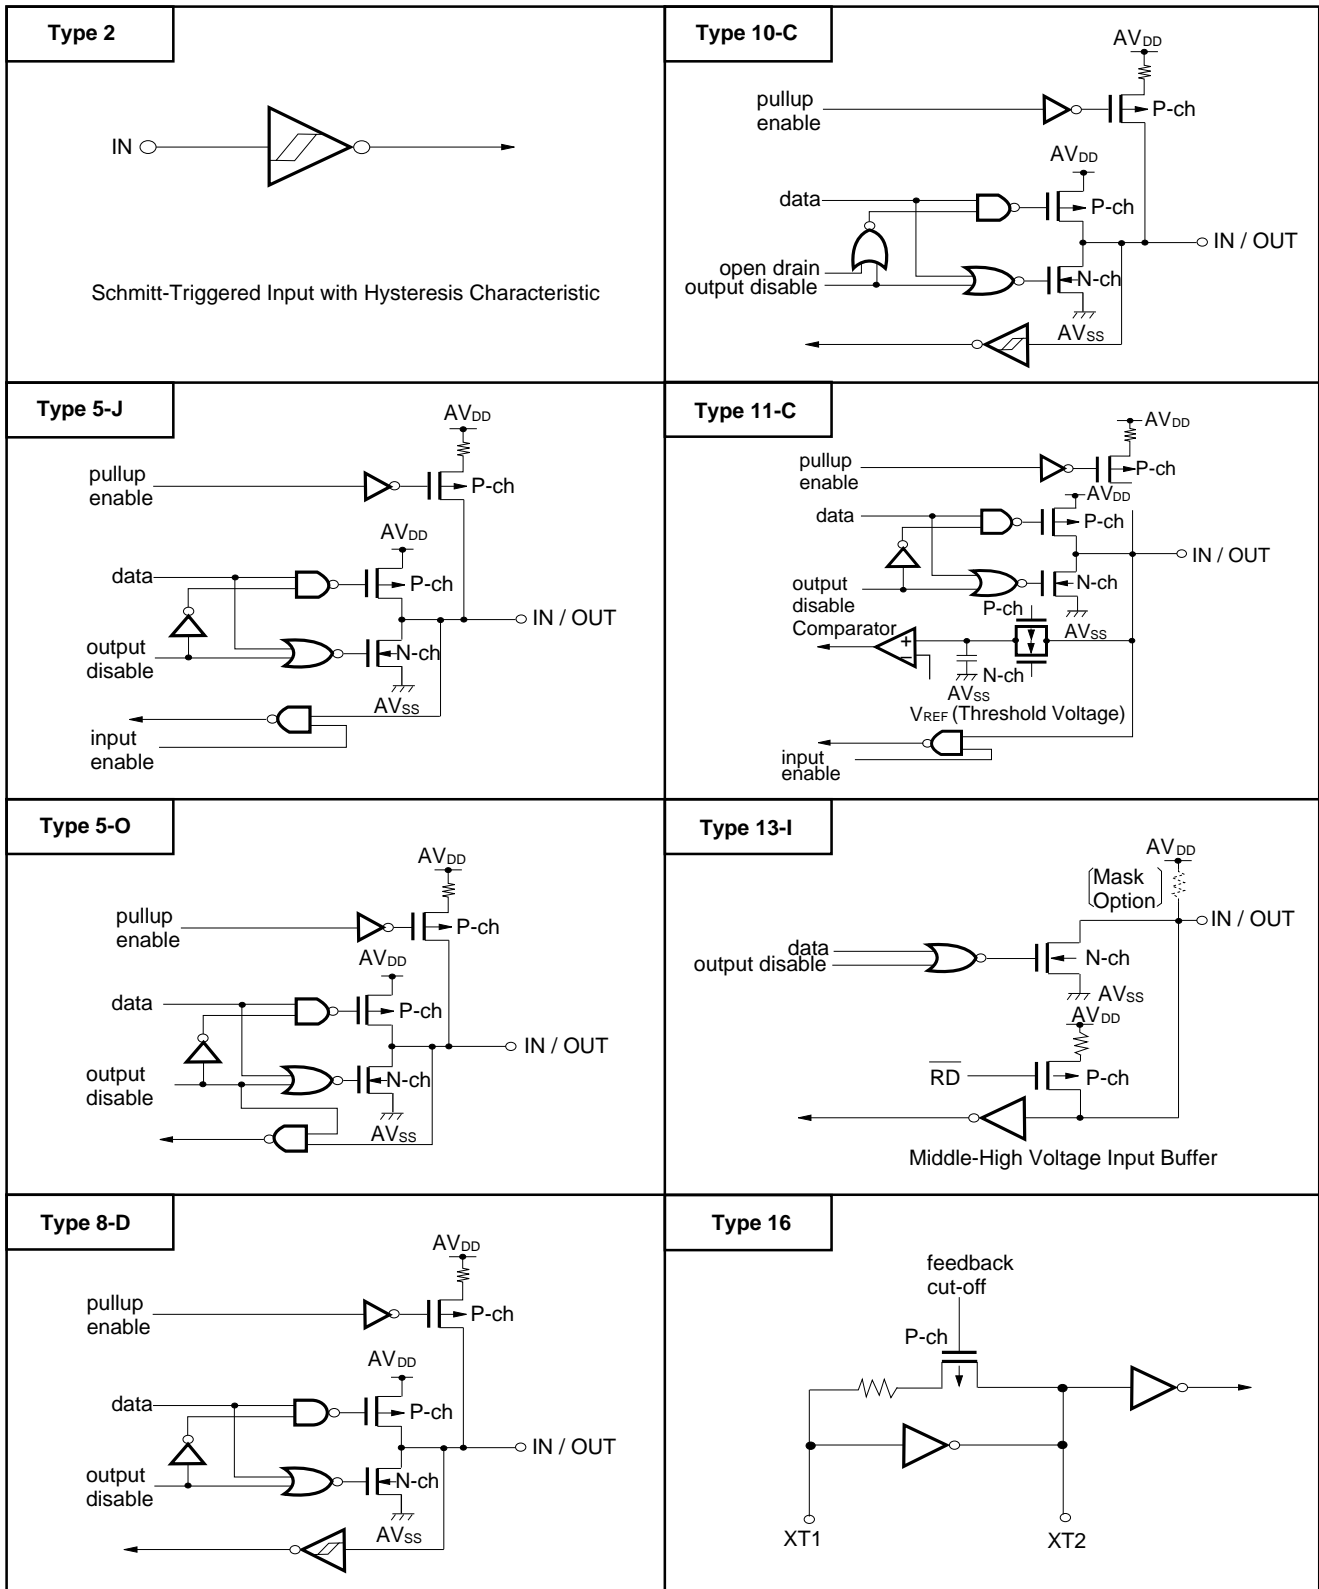 Type 2
IN
Schmitt-Triggered Input with Hysteresis Characteristic
Type 10-C
AVDD
pullup
enable
P-ch
AVDD
data
P-ch
IN / OUT
open drain
output disable
N-ch
AVSS
Type 5-J
AVDD
pullup
enable
P-ch
AVDD
data
P-ch
IN / OUT
output
disable
N-ch
AVSS
input
enable
Type 11-C
AVDD
pullup
enable
P-ch
AVDD
data
P-ch
IN / OUT
output
disable
N-ch
P-ch
Comparator
AVSS
+
−
N-ch
AVSS
VREF (Threshold Voltage)
input
enable
Type 5-O
AVDD
pullup
enable
P-ch
AVDD
data
P-ch
IN / OUT
output
disable
N-ch
AVSS
Type 13-I
AVDD
Mask
Option
IN / OUT
data
output disable
N-ch
AVSS
AVDD
RD
P-ch
Middle-High Voltage Input Buffer
Type 8-D
AVDD
pullup
enable
P-ch
AVDD
data
P-ch
IN / OUT
output
disable
N-ch
AVSS
Type 16
feedback
cut-off
P-ch
XT1
XT2